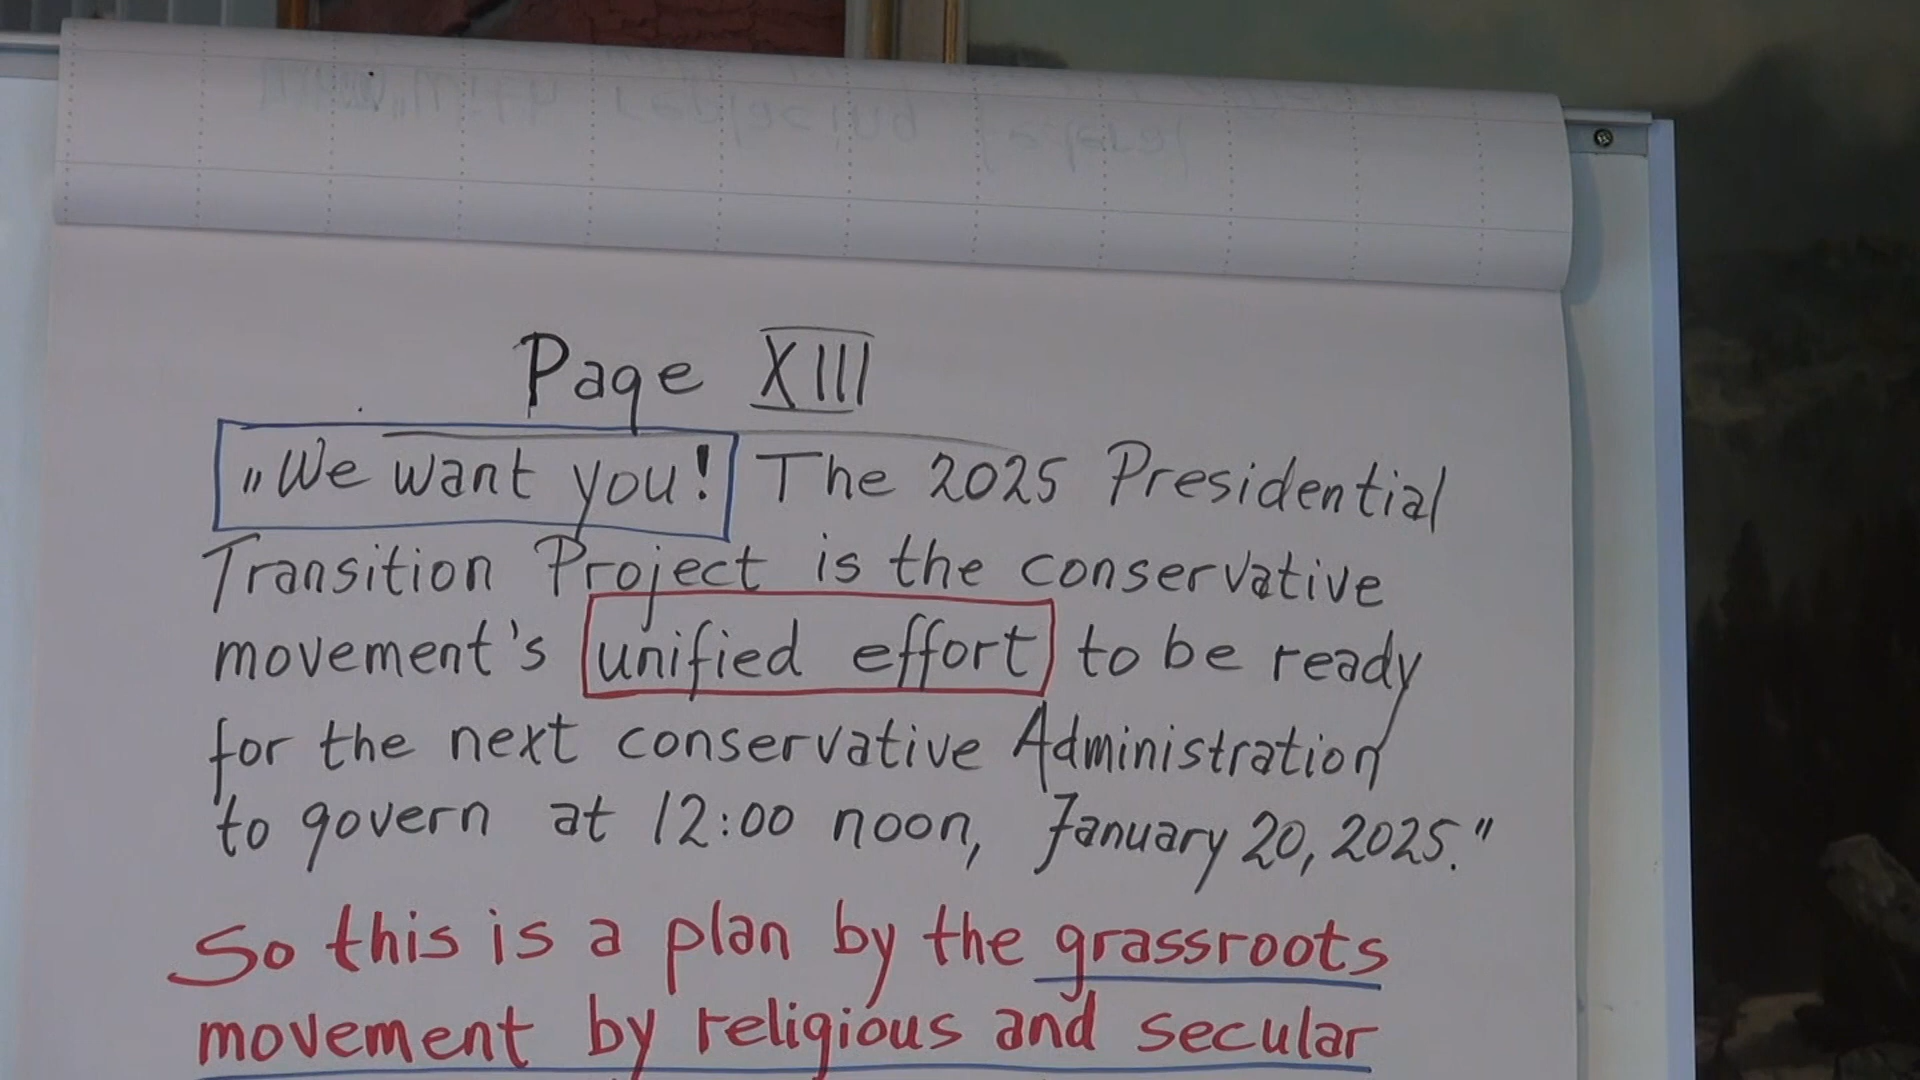 Page XIII
„We want you! The 2025 Presidential
Transition Project is the conservative
movement's unified effort to be ready
for the next conservative Administration
to govern at 12:00 noon, January 20, 2025."
So this is a plan by the grassroots
movement by religious and secular